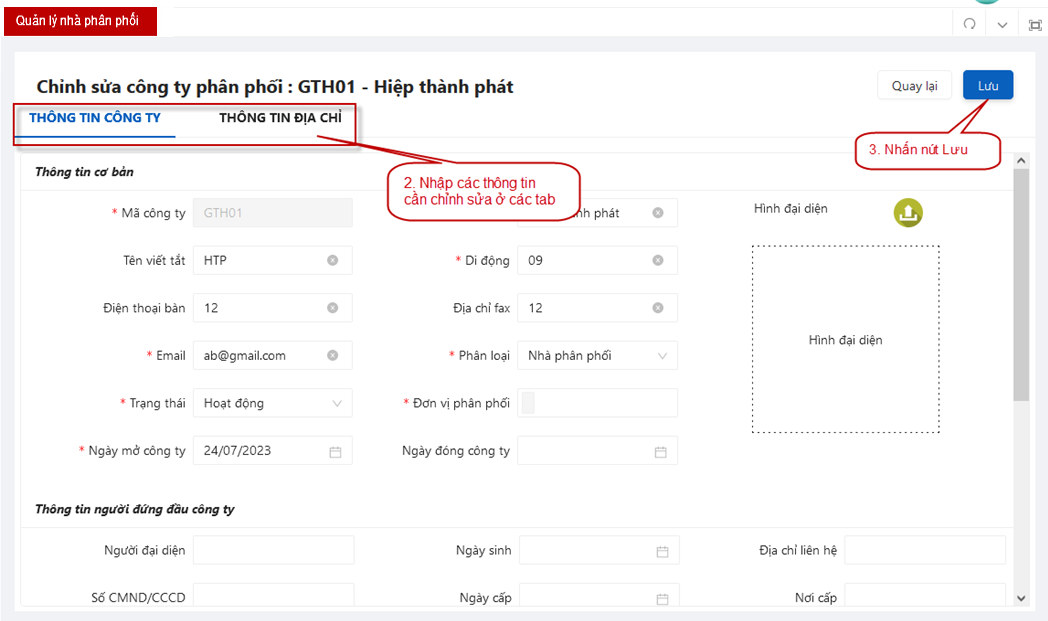 Quản lý nhà phân phối
Chỉnh sửa công ty phân phối : GTH01 - Hiệp thành phát
Quay lại
Lưu
THÔNG TIN CÔNG TY
THÔNG TIN ĐỊA CHỈ
3. Nhấn nút Lưu
Thông tin cơ bản
2. Nhập các thông tin
cần chỉnh sửa ở các tab
* Mã công ty GTH01
phát
Hình đại diện
Tên viết tắt HTP
* Di động 09
Điện thoại bàn 12
Địa chỉ fax 12
Hình đại diện
* Email ab@gmail.com
* Phân loại Nhà phân phối
* Trạng thái Hoạt động
* Đơn vị phân phối
* Ngày mở công ty 24/07/2023
Ngày đóng công ty
Thông tin người đứng đầu công ty
Người đại diện
Ngày sinh
Địa chỉ liên hệ
Số CMND/CCCD
Ngày cấp
Nơi cấp